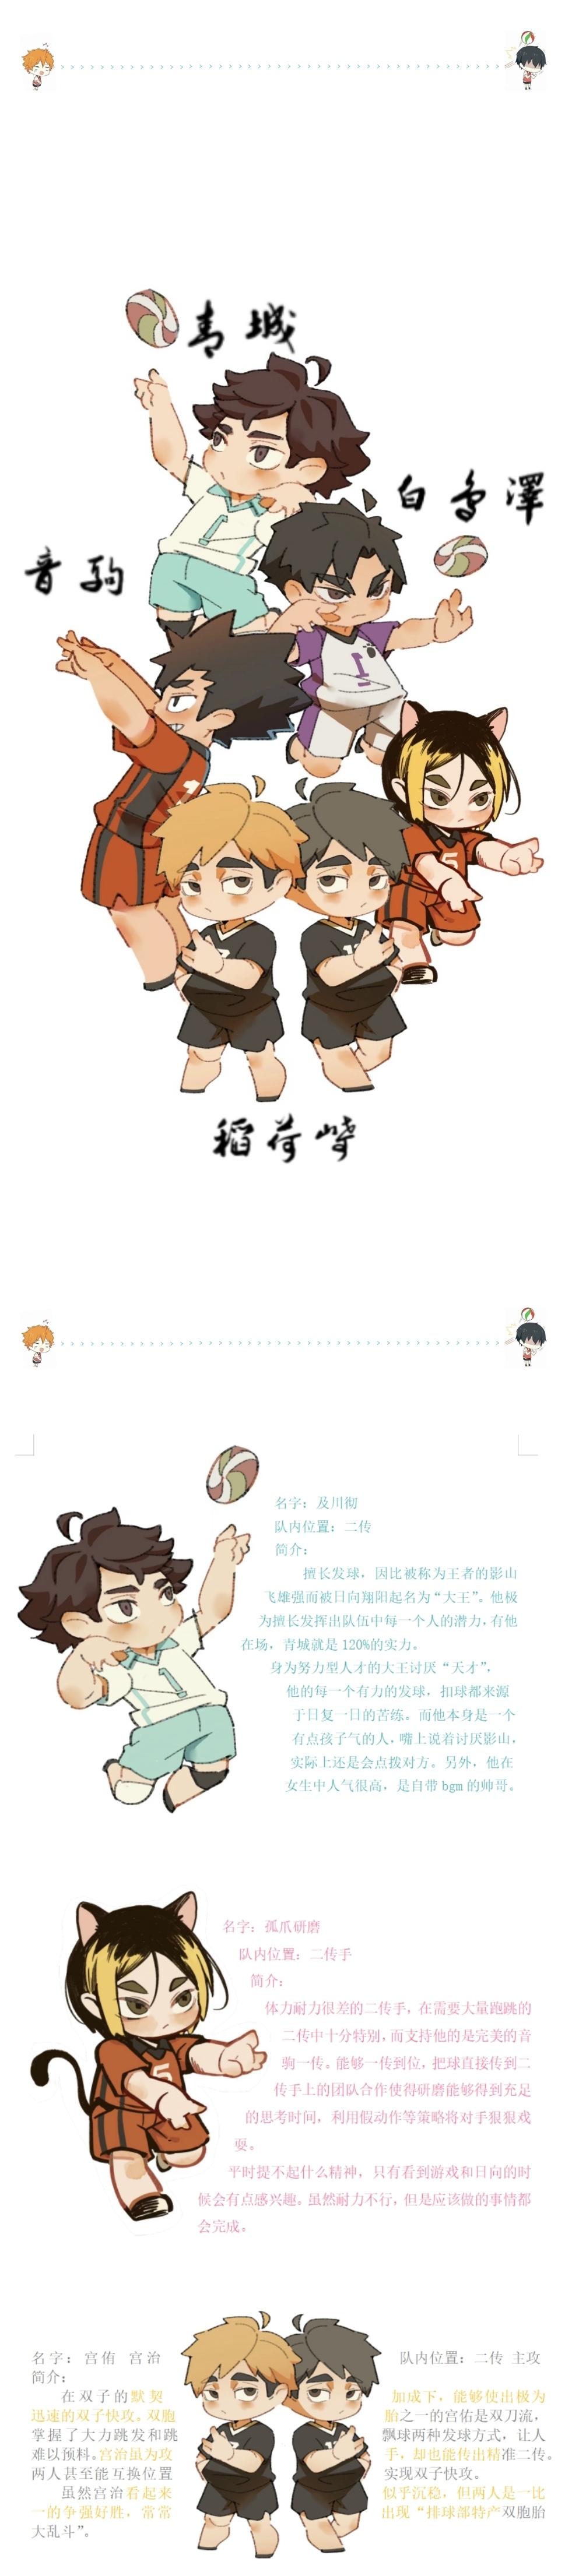 青城
白鸟澤
音驹
稻荷崎
名字：及川彻
队内位置：二传
简介：
擅长发球，因比被称为王者的影山
飞雄强而被日向翔阳起名为“大王”。他极
为擅长发挥出队伍中每一个人的潜力，有他
在场，青城就是120%的实力。
身为努力型人才的大王讨厌“天才”，
他的每一个有力的发球，扣球都来源
于日复一日的苦练。而他本身是一个
有点孩子气的人，嘴上说着讨厌影山，
实际上还是会点拨对方。另外，他在
女生中人气很高，是自带bgm的帅哥。
名字：孤爪研磨
队内位置：二传手
简介：
体力耐力很差的二传手，在需要大量跑跳的
二传中十分特别，而支持他的是完美的音
驹一传。能够一传到位，把球直接传到二
传手上的团队合作使得研磨能够得到充足
的思考时间，利用假动作等策略将对手狠狠戏
耍。
平时提不起什么精神，只有看到游戏和日向的时
候会有点感兴趣。虽然耐力不行，但是应该做的事情都
会完成。
名字：宫侑 宫治 队内位置：二传 主攻
简介：
在双子的默契加成下，能够使出极为
迅速的双子快攻。双胞胎之一的宫佑是双刀流，
掌握了大力跳发和跳飘球两种发球方式，让人
难以预料。宫治虽为攻手，却也能传出精准二传。
两人甚至能互换位置实现双子快攻。
虽然宫治看起来似乎沉稳，但两人是一比
一的争强好胜，常常出现“排球部特产双胞胎
大乱斗”。